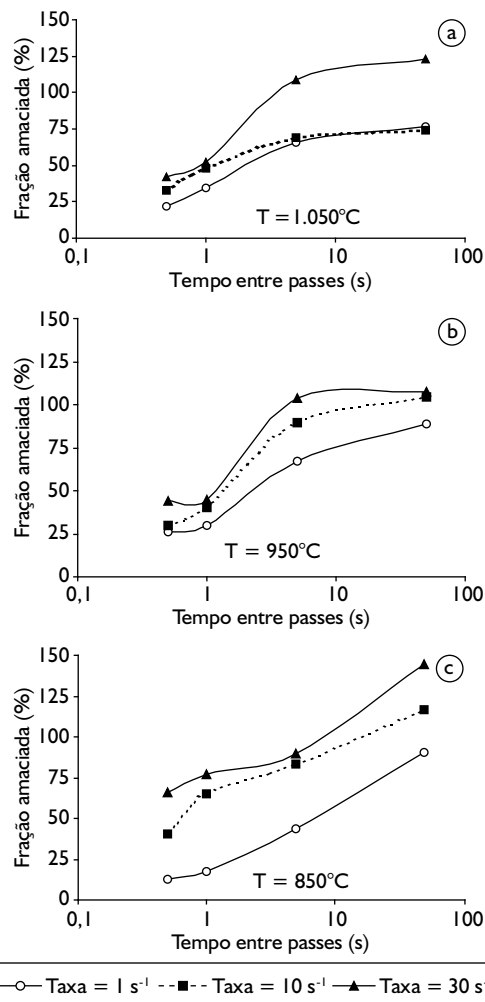 150
125
100
75
50
25
0
Fração amaciada (%)
a
T = 1.050°C
0,1 1 10 100
Tempo entre passes (s)
150
125
100
75
50
25
0
Fração amaciada (%)
b
T = 950°C
0,1 1 10 100
Tempo entre passes (s)
150
125
100
75
50
25
0
Fração amaciada (%)
c
T = 850°C
0,1 1 10 100
Tempo entre passes (s)
Taxa = 1 s⁻¹ Taxa = 10 s⁻¹ Taxa = 30 s